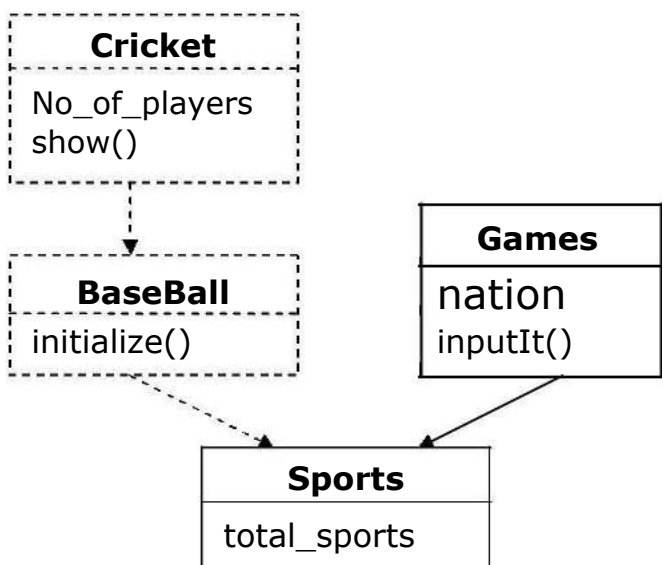 Cricket
No_of_players
show()
BaseBall
initialize()
Games
nation
inputIt()
Sports
total_sports